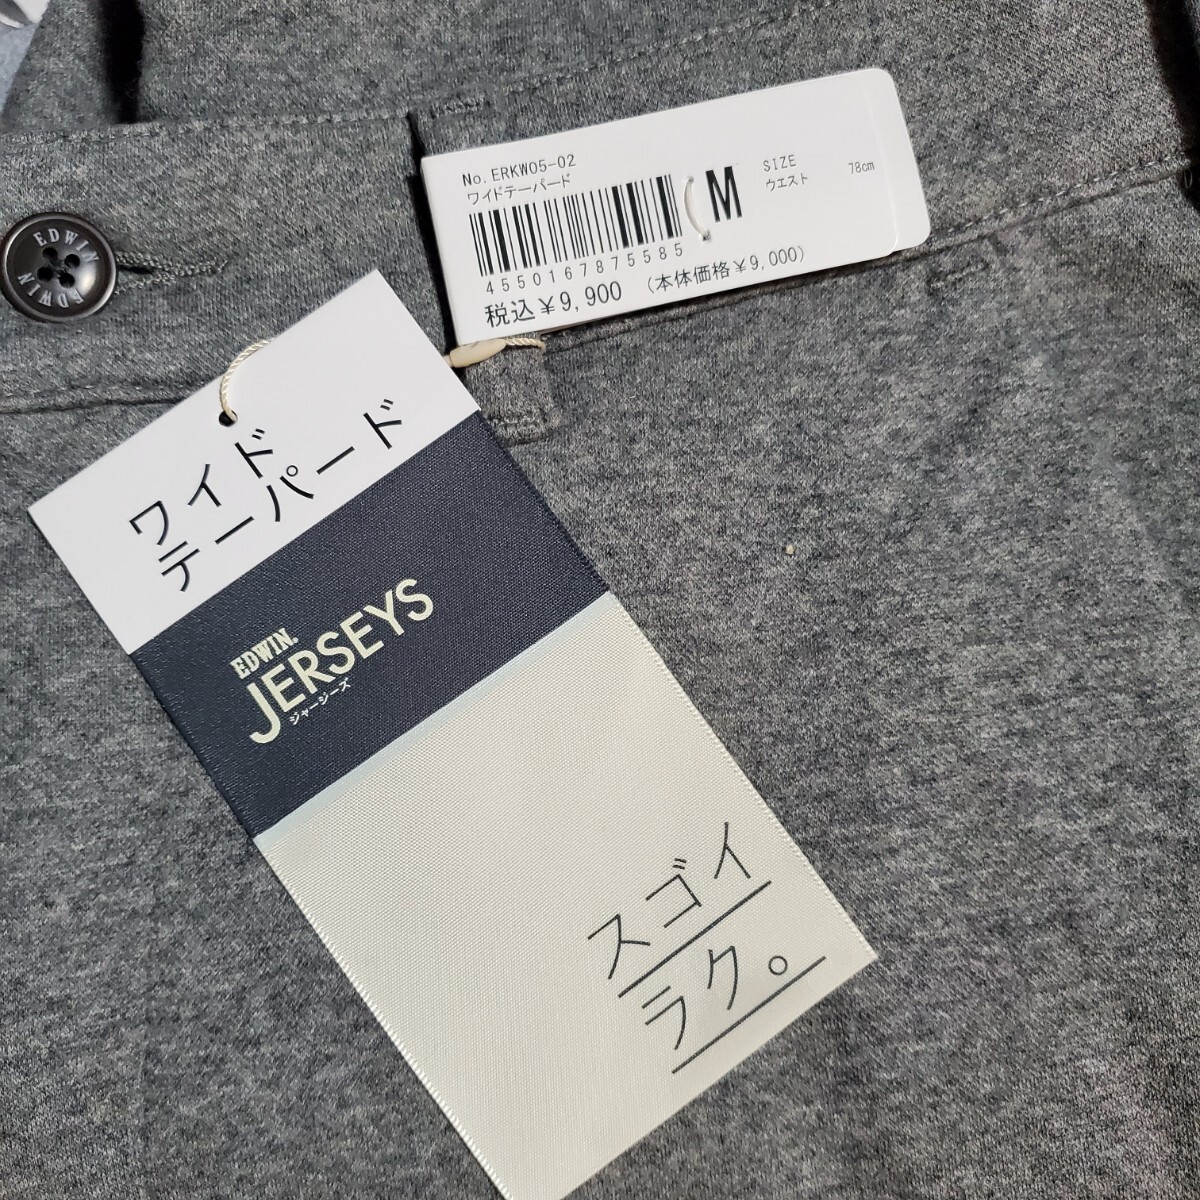 No.ERKW05-02
ワイドテーパード
4550167875585
税込¥9,900 (本体価格¥9,000)
M
SIZE
ウエスト 78cm
EDWIN
EDWIN
ワイド
テーパード
EDWIN.
JERSEYS
ジャージーズ
スゴイ
ラク。